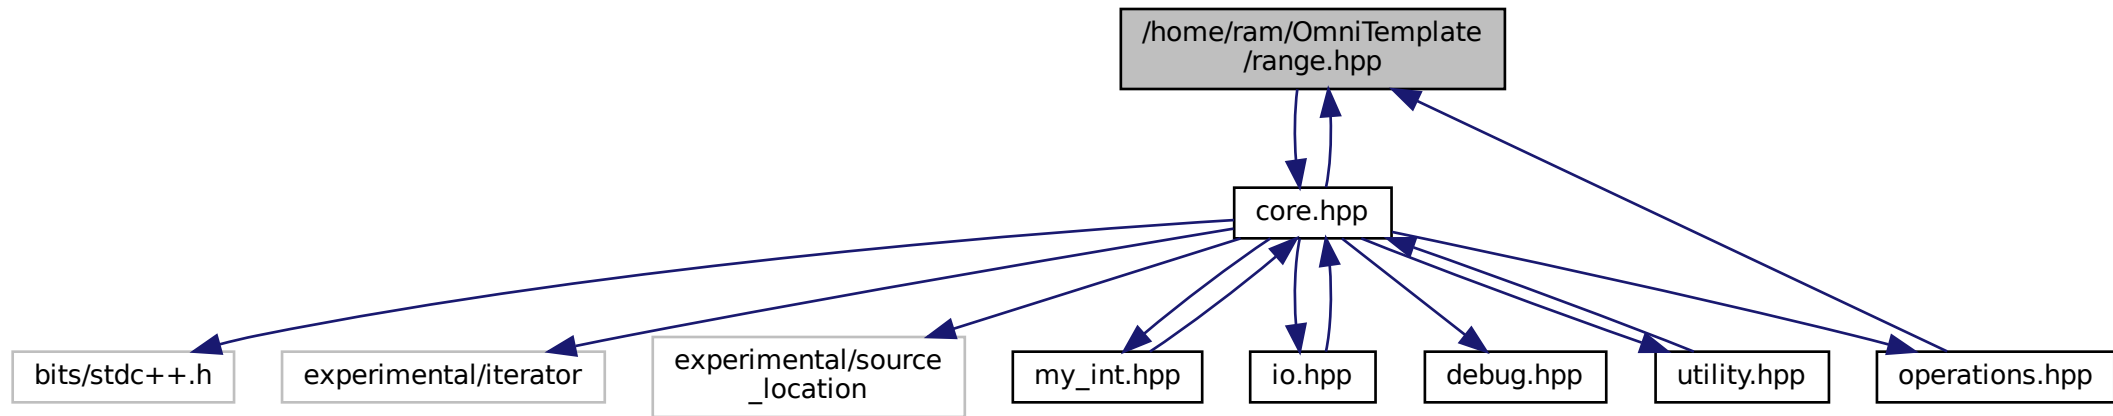 /home/ram/OmniTemplate
/range.hpp
core.hpp
bits/stdc++.h
experimental/iterator
experimental/source
_location
my_int.hpp
io.hpp
debug.hpp
utility.hpp
operations.hpp